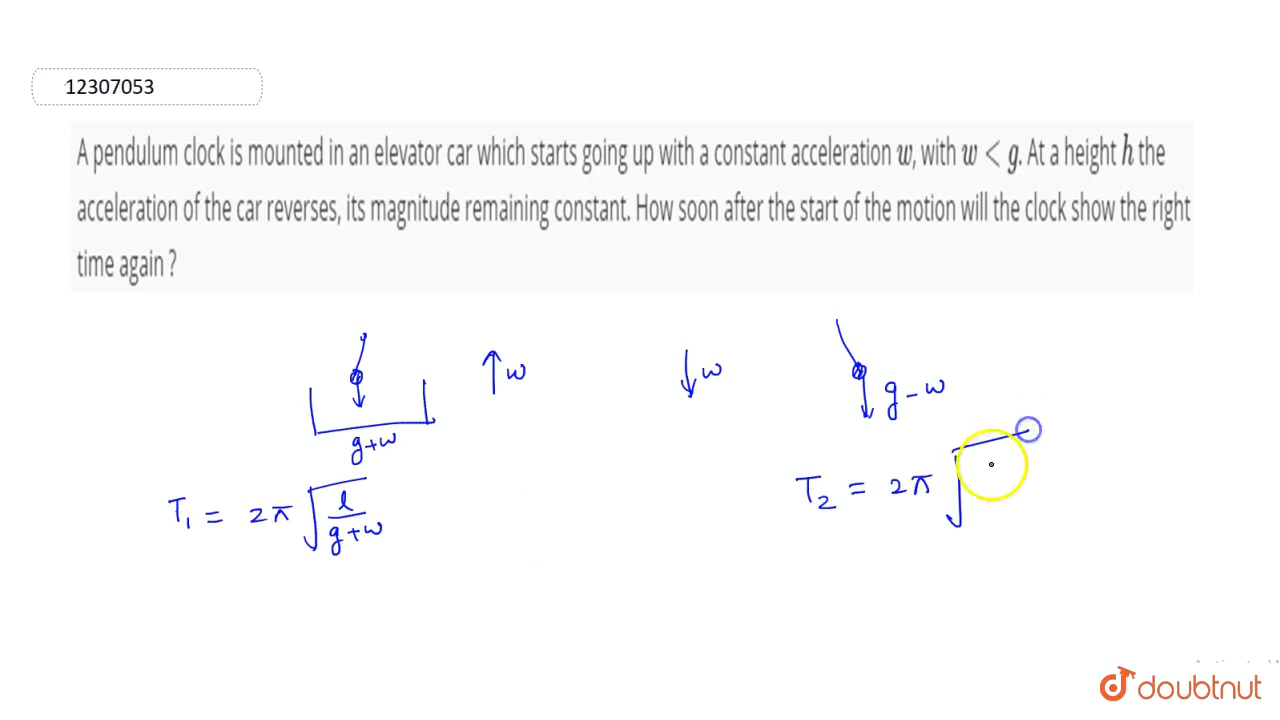 12307053
A pendulum clock is mounted in an elevator car which starts going up with a constant acceleration w, with w < g. At a height h the
acceleration of the car reverses, its magnitude remaining constant. How soon after the start of the motion will the clock show the right
time again ?
w
w
g - w
g+w
T₂ = 2π √
T₁ = 2π √(l/(g+w))
doubtnut